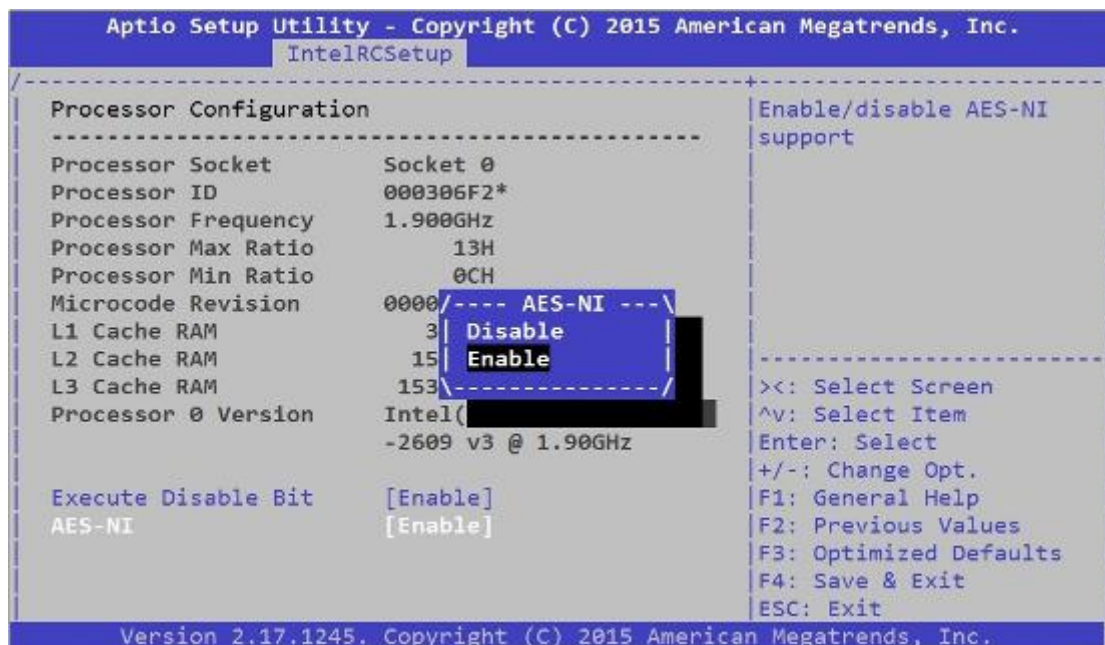 Aptio Setup Utility - Copyright (C) 2015 American Megatrends, Inc.
IntelRCSetup
Processor Configuration
Processor Socket Socket 0
Processor ID 000306F2*
Processor Frequency 1.900GHz
Processor Max Ratio 13H
Processor Min Ratio 0CH
Microcode Revision 0000
L1 Cache RAM 3
L2 Cache RAM 15
L3 Cache RAM 153
Processor 0 Version Intel(
-2609 v3 @ 1.90GHz
Execute Disable Bit [Enable]
AES-NI [Enable]
/---- AES-NI ---\
Disable
Enable
\---------------/
Enable/disable AES-NI
support
><: Select Screen
^v: Select Item
Enter: Select
+/-: Change Opt.
F1: General Help
F2: Previous Values
F3: Optimized Defaults
F4: Save & Exit
ESC: Exit
Version 2.17.1245. Copyright (C) 2015 American Megatrends, Inc.